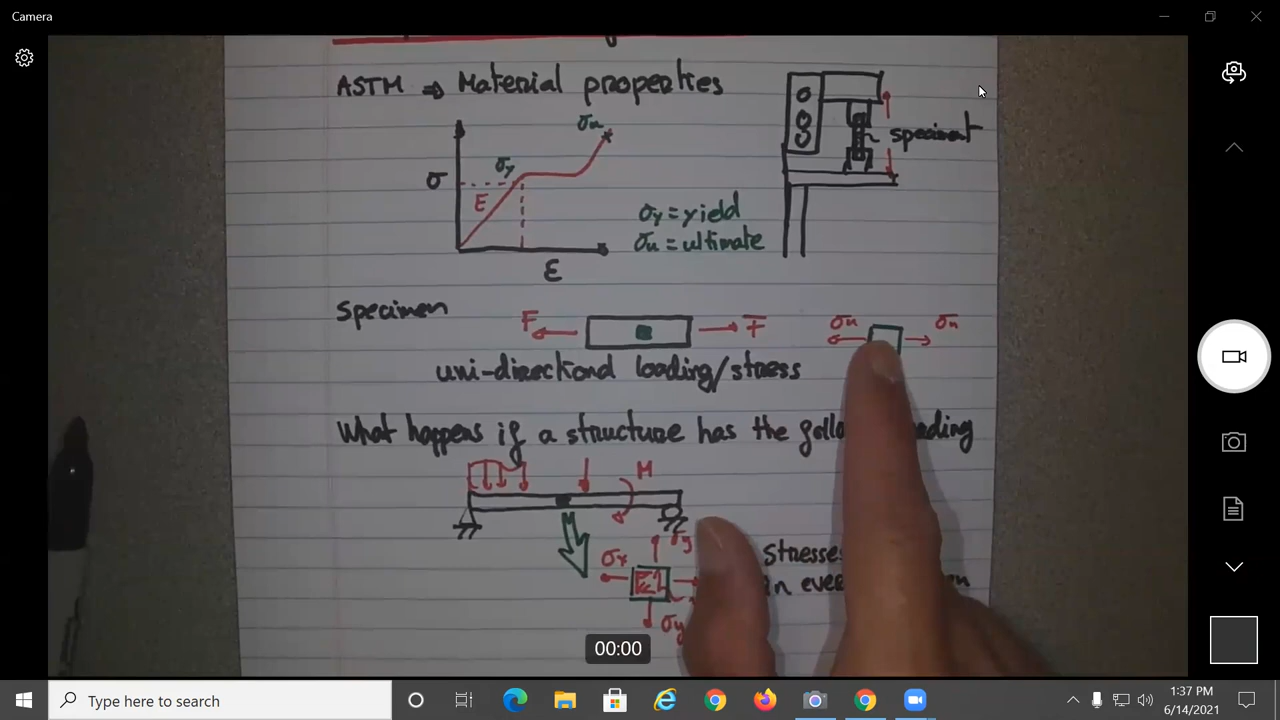 Camera
ASTM ⇒ Material properties
σu
σy
σ
E
ε
specimen
σy = yield
σu = ultimate
specimen
F
F
σn
σn
uni-directional loading/stress
What happens if a structure has the
M
σx
σy
σy
Stresses
in
00:00
Type here to search
1:37 PM
6/14/2021